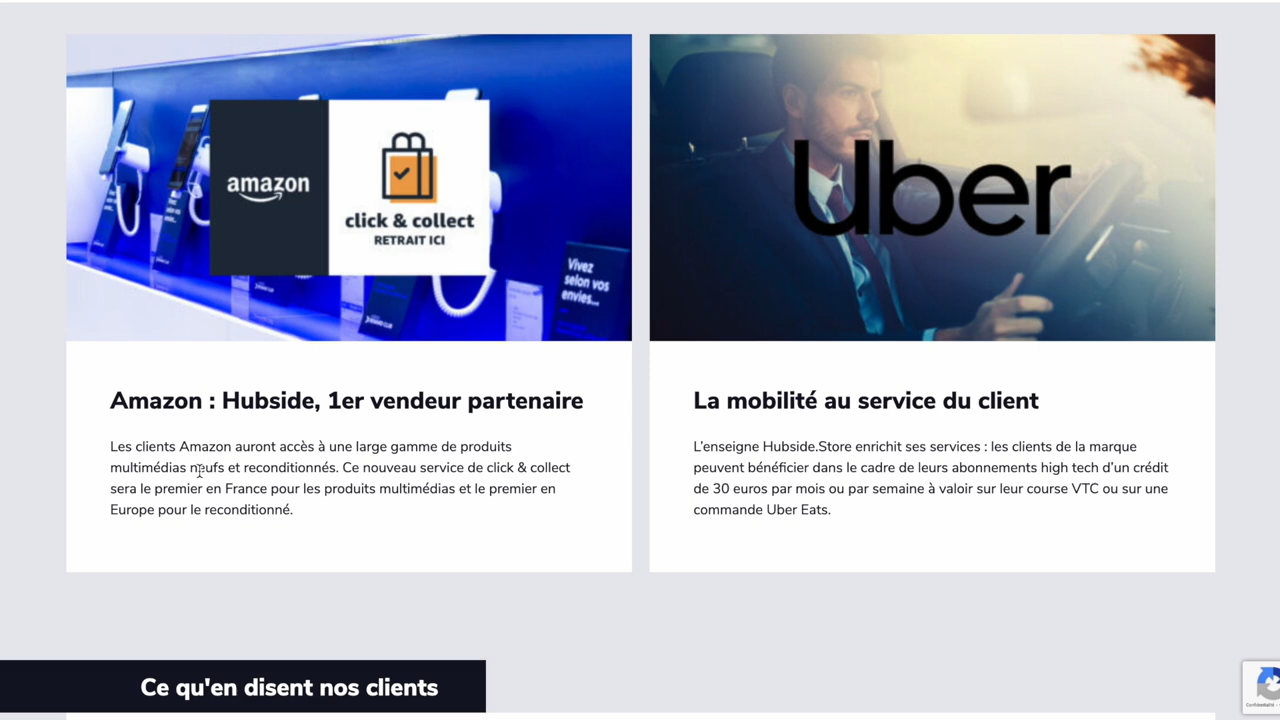 amazon
click & collect
RETRAIT ICI
Vivez
selon vos
envies...
Uber
Amazon : Hubside, 1er vendeur partenaire
Les clients Amazon auront accès à une large gamme de produits
multimédias neufs et reconditionnés. Ce nouveau service de click & collect
sera le premier en France pour les produits multimédias et le premier en
Europe pour le reconditionné.
La mobilité au service du client
L’enseigne Hubside.Store enrichit ses services : les clients de la marque
peuvent bénéficier dans le cadre de leurs abonnements high tech d’un crédit
de 30 euros par mois ou par semaine à valoir sur leur course VTC ou sur une
commande Uber Eats.
Ce qu'en disent nos clients
Confidentialité -